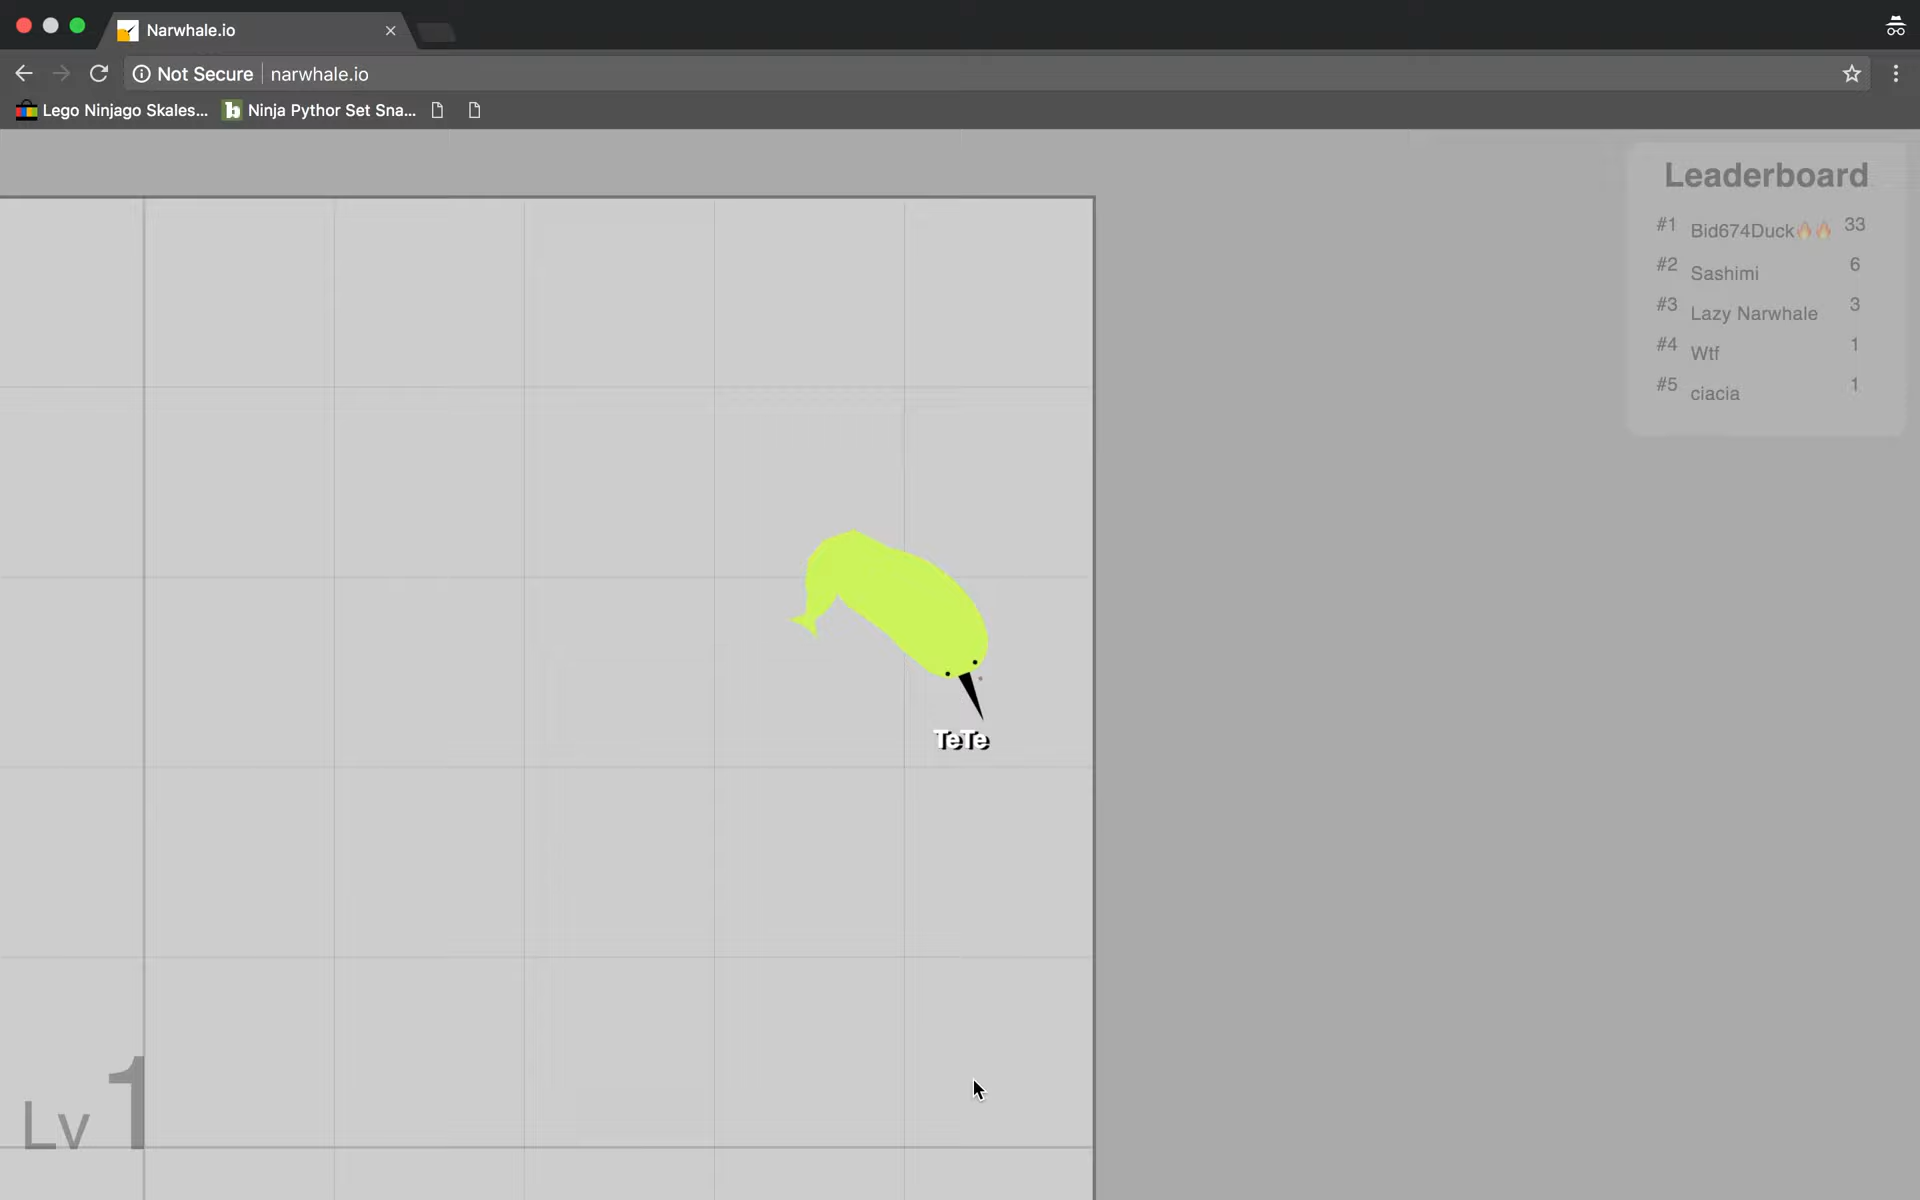 Narwhale.io
Not Secure narwhale.io
Lego Ninjago Skales... Ninja Pythor Set Sna...
Leaderboard
#1 Bid674Duck🔥🔥 33
#2 Sashimi 6
#3 Lazy Narwhale 3
#4 Wtf 1
#5 ciacia 1
TeTe
Lv 1